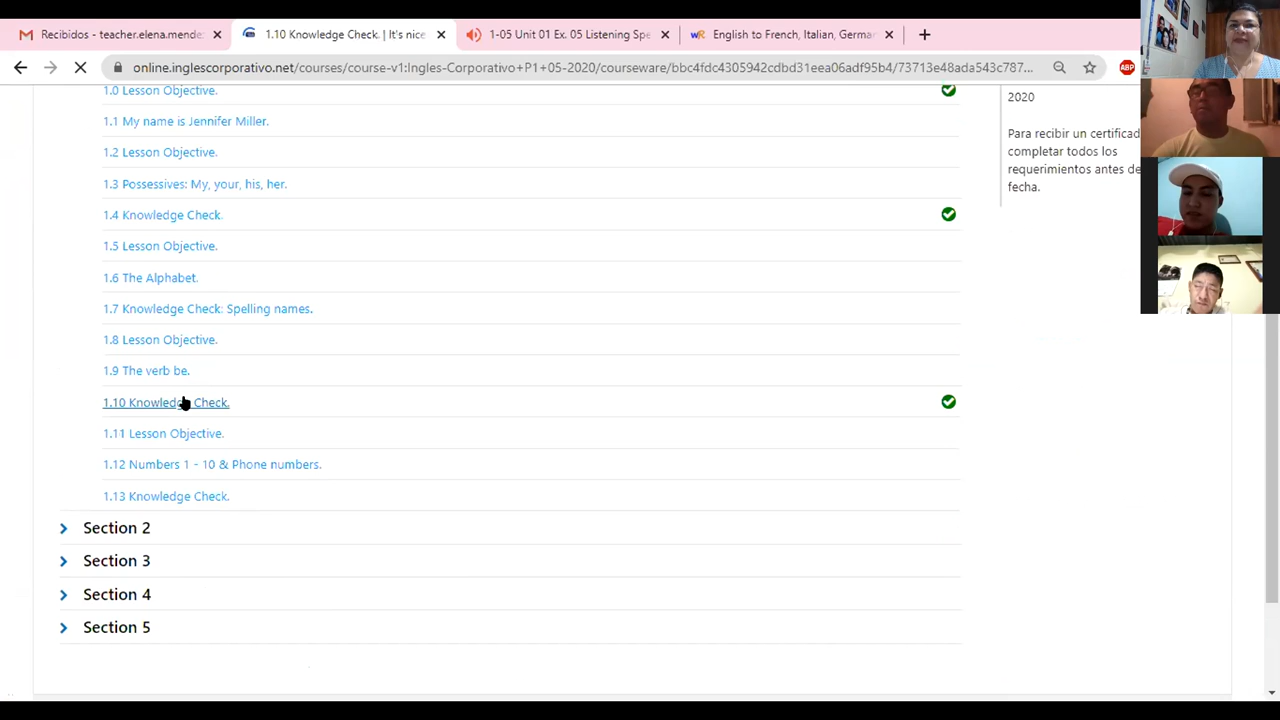 Recibidos - teacher.elena.mende
1.10 Knowledge Check. | It's nice
1-05 Unit 01 Ex. 05 Listening Spe
English to French, Italian, Germa
online.inglescorporativo.net/courses/course-v1:Ingles-Corporativo+P1+05-2020/courseware/bbc4fdc4305942cdbd31eea06adf95b4/73713e48ada543c787...
ABP
1.0 Lesson Objective.
1.1 My name is Jennifer Miller.
1.2 Lesson Objective.
1.3 Possessives: My, your, his, her.
1.4 Knowledge Check.
1.5 Lesson Objective.
1.6 The Alphabet.
1.7 Knowledge Check: Spelling names.
1.8 Lesson Objective.
1.9 The verb be.
1.10 Knowledge Check.
1.11 Lesson Objective.
1.12 Numbers 1 - 10 & Phone numbers.
1.13 Knowledge Check.
Section 2
Section 3
Section 4
Section 5
2020
Para recibir un certificad
completar todos los
requerimientos antes de
fecha.